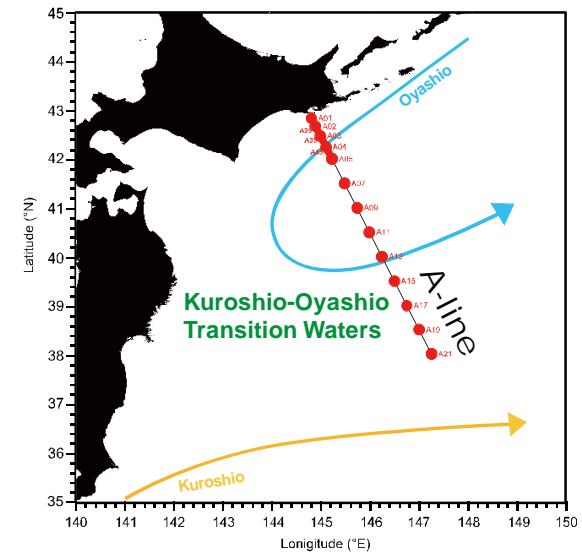 45
44
43
42
41
40
39
38
37
36
35
Latitude (°N)
Oyashio
A01
A02
A03
A04
A05
A07
A09
A11
A13
A15
A17
A19
A21
A-line
Kuroshio-Oyashio
Transition Waters
Kuroshio
140 141 142 143 144 145 146 147 148 149 150
Lonigitude (°E)